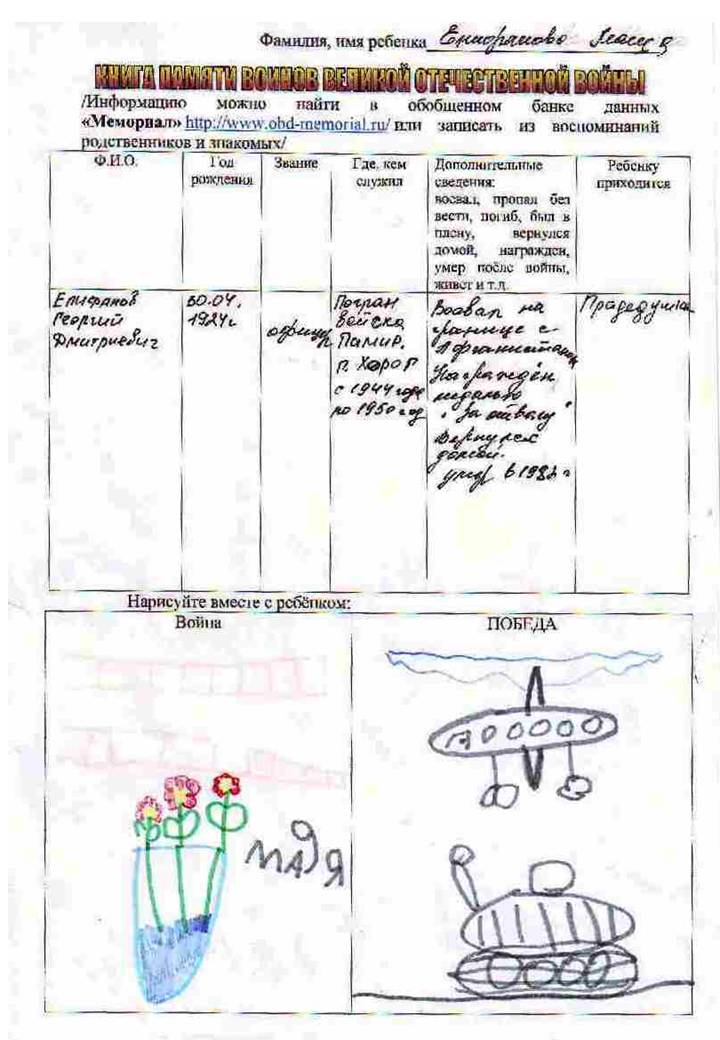 Фамилия, имя ребенка
КНИГА ПАМЯТИ ВОИНОВ ВЕЛИКОЙ ОТЕЧЕСТВЕННОЙ ВОЙНЫ
/Информацию можно найти в обобщенном банке данных
«Мемориал» http://www.obd-memorial.ru/ или записать из воспоминаний
родственников и знакомых/
Ф.И.О.
Год
рождения
Звание
Где, кем
служил
Дополнительные
сведения:
воевал, пропал без
вести, погиб, был в
плену, вернулся
домой, награжден,
умер после войны,
живет и т.д.
Ребенку
приходится
Епифанов
Георгий
Дмитриевич
30.04.
1924г
офицер
Погран
войска
Памир,
г. Хорог
с 1944 года
по 1950 год
Воевал на
границе с
Афганистаном
Награждён
медалью
"За отвагу"
Вернулся
домой.
умер в г
Прадедушка
Нарисуйте вместе с ребёнком:
Война
ПОБЕДА